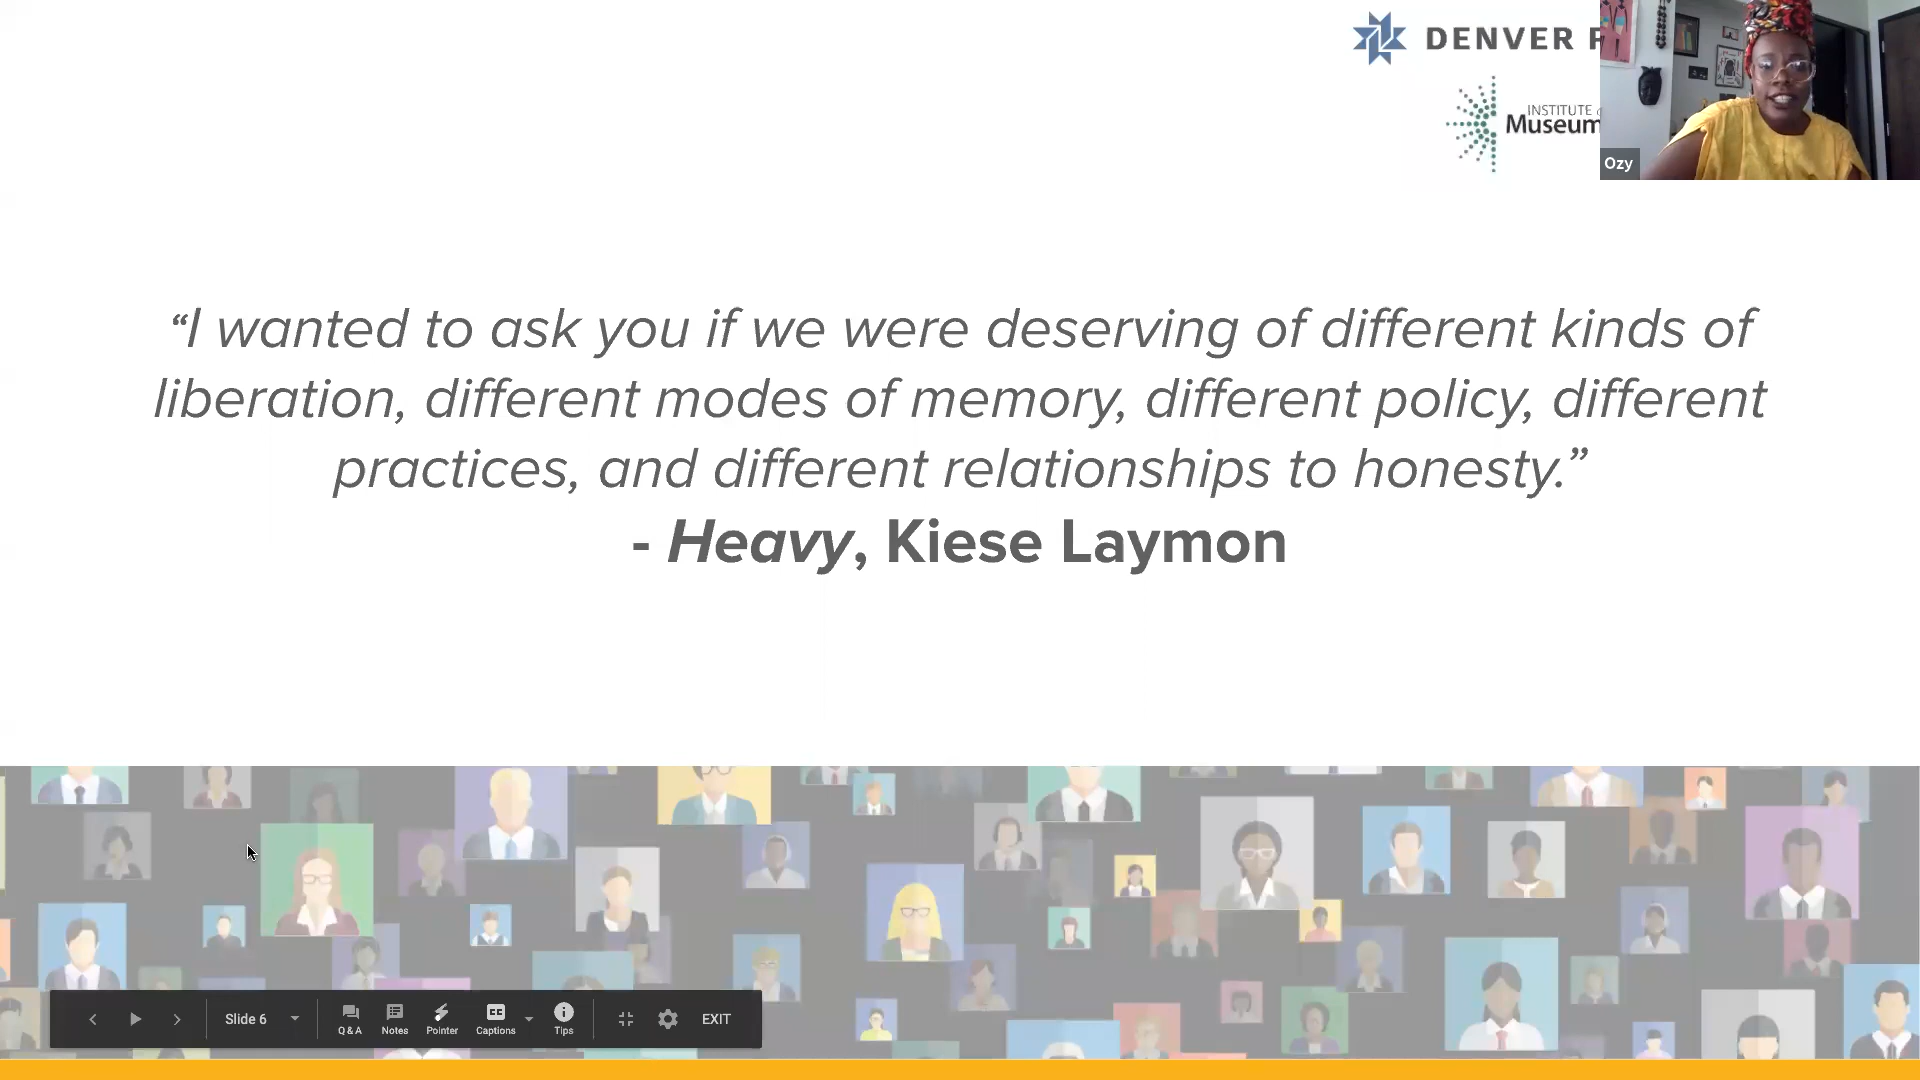 DENVER
INSTITUTE
Museum
Ozy
“I wanted to ask you if we were deserving of different kinds of
liberation, different modes of memory, different policy, different
practices, and different relationships to honesty.”
- Heavy, Kiese Laymon
Slide 6
Q & A
Notes
Pointer
Captions
Tips
EXIT